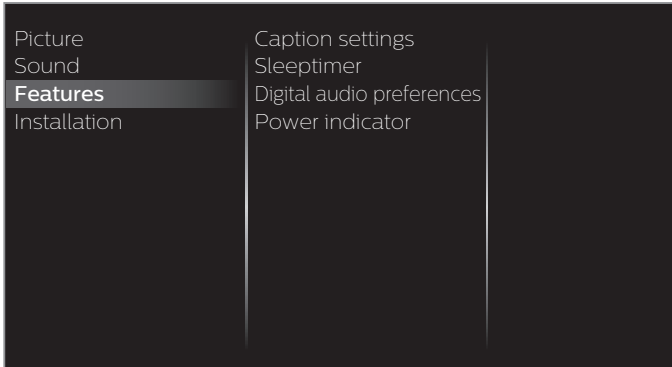 Picture
Sound
Features
Installation
Caption settings
Sleeptimer
Digital audio preferences
Power indicator